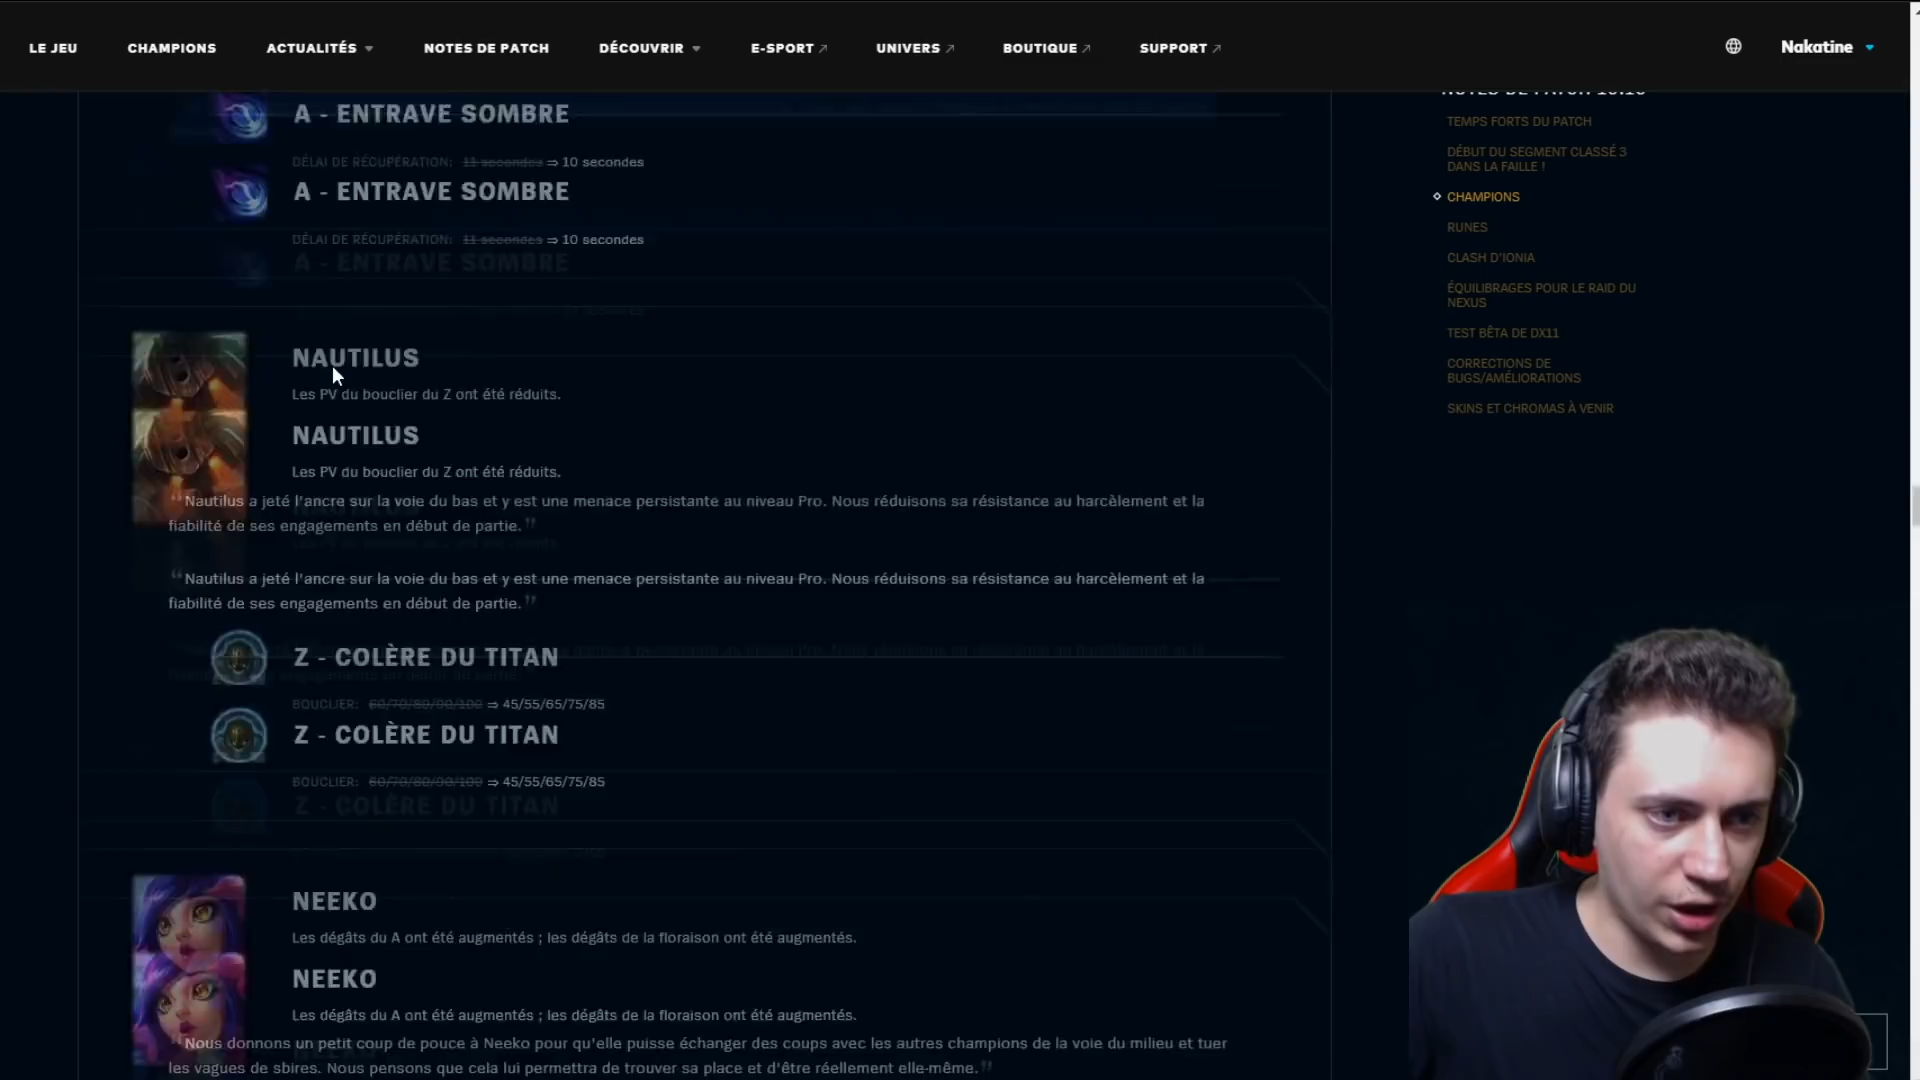 LE JEU CHAMPIONS ACTUALITÉS NOTES DE PATCH DÉCOUVRIR E-SPORT UNIVERS BOUTIQUE SUPPORT Nakatine
A - ENTRAVE SOMBRE
DÉLAI DE RÉCUPÉRATION: 11 secondes ⇒ 10 secondes
A - ENTRAVE SOMBRE
DÉLAI DE RÉCUPÉRATION: 11 secondes ⇒ 10 secondes
A - ENTRAVE SOMBRE
NAUTILUS
Les PV du bouclier du Z ont été réduits.
NAUTILUS
Les PV du bouclier du Z ont été réduits.
"Nautilus a jeté l'ancre sur la voie du bas et y est une menace persistante au niveau Pro. Nous réduisons sa résistance au harcèlement et la
fiabilité de ses engagements en début de partie."
"Nautilus a jeté l'ancre sur la voie du bas et y est une menace persistante au niveau Pro. Nous réduisons sa résistance au harcèlement et la
fiabilité de ses engagements en début de partie."
Z - COLÈRE DU TITAN
BOUCLIER: 60/70/80/90/100 ⇒ 45/55/65/75/85
Z - COLÈRE DU TITAN
BOUCLIER: 60/70/80/90/100 ⇒ 45/55/65/75/85
Z - COLÈRE DU TITAN
NEEKO
Les dégâts du A ont été augmentés ; les dégâts de la floraison ont été augmentés.
NEEKO
Les dégâts du A ont été augmentés ; les dégâts de la floraison ont été augmentés.
"Nous donnons un petit coup de pouce à Neeko pour qu'elle puisse échanger des coups avec les autres champions de la voie du milieu et tuer
les vagues de sbires. Nous pensons que cela lui permettra de trouver sa place et d'être réellement elle-même."
NOTES DE PATCH
TEMPS FORTS DU PATCH
DÉBUT DU SEGMENT CLASSÉ 3
DANS LA FAILLE !
CHAMPIONS
RUNES
CLASH D'IONIA
ÉQUILIBRAGES POUR LE RAID DU
NEXUS
TEST BÊTA DE DX11
CORRECTIONS DE
BUGS/AMÉLIORATIONS
SKINS ET CHROMAS À VENIR